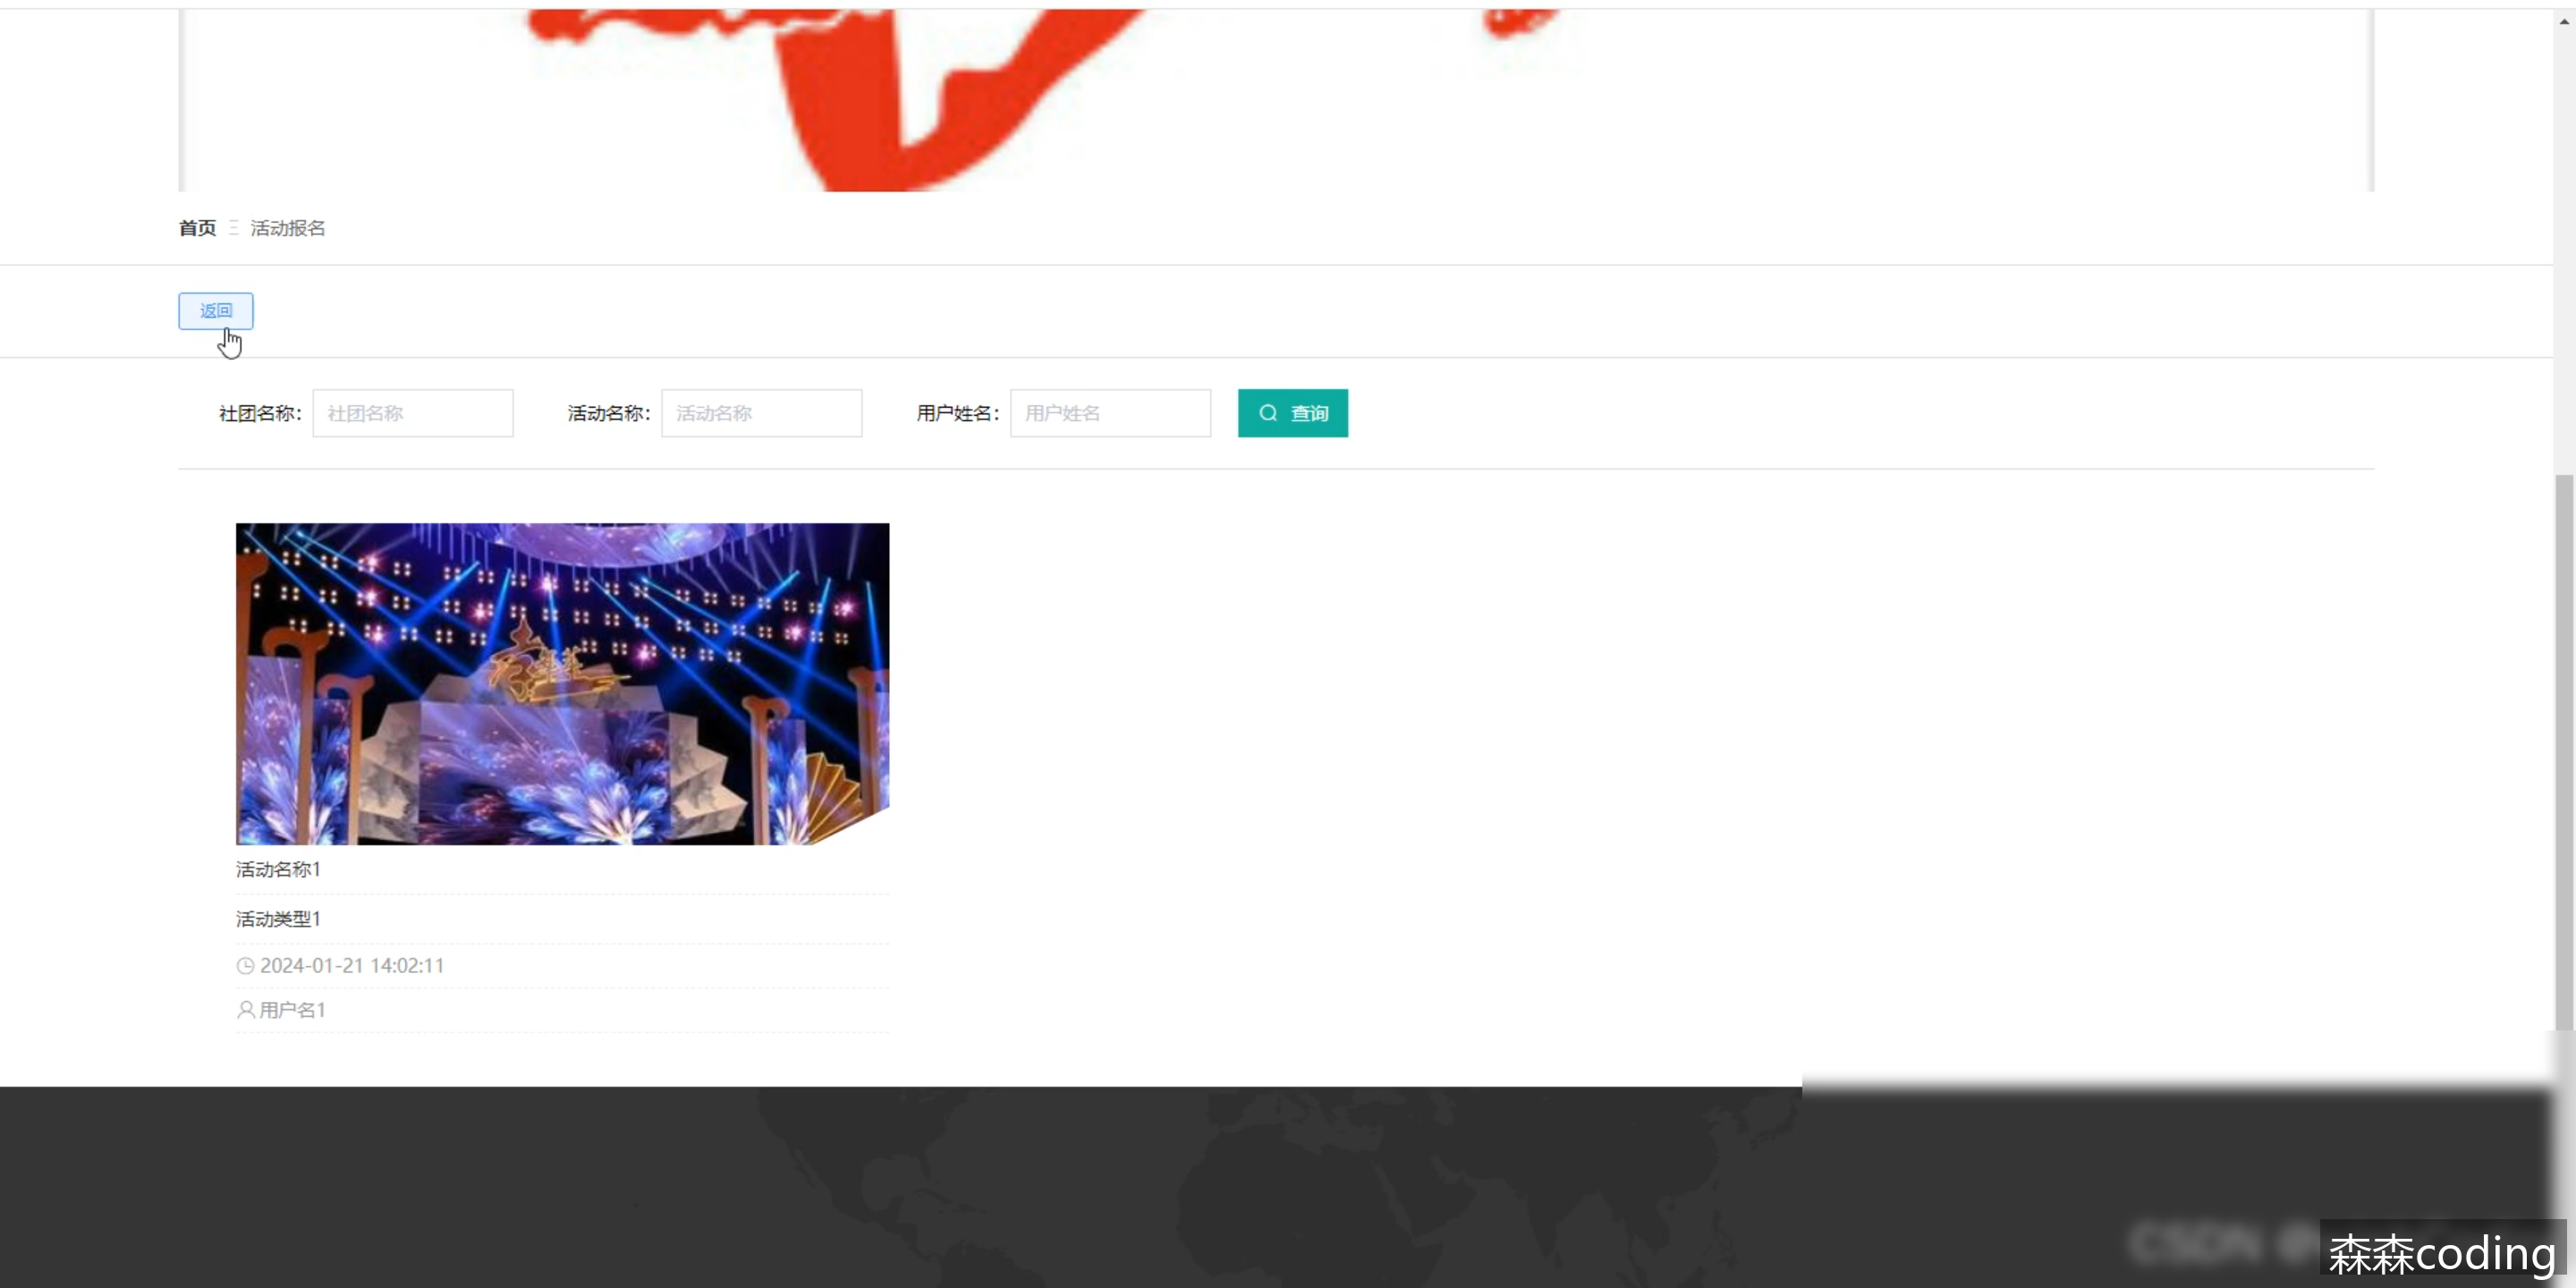 首页 活动报名
返回
社团名称： 社团名称 活动名称： 活动名称 用户姓名： 用户姓名 查询
活动名称1
活动类型1
2024-01-21 14:02:11
用户名1
森森coding